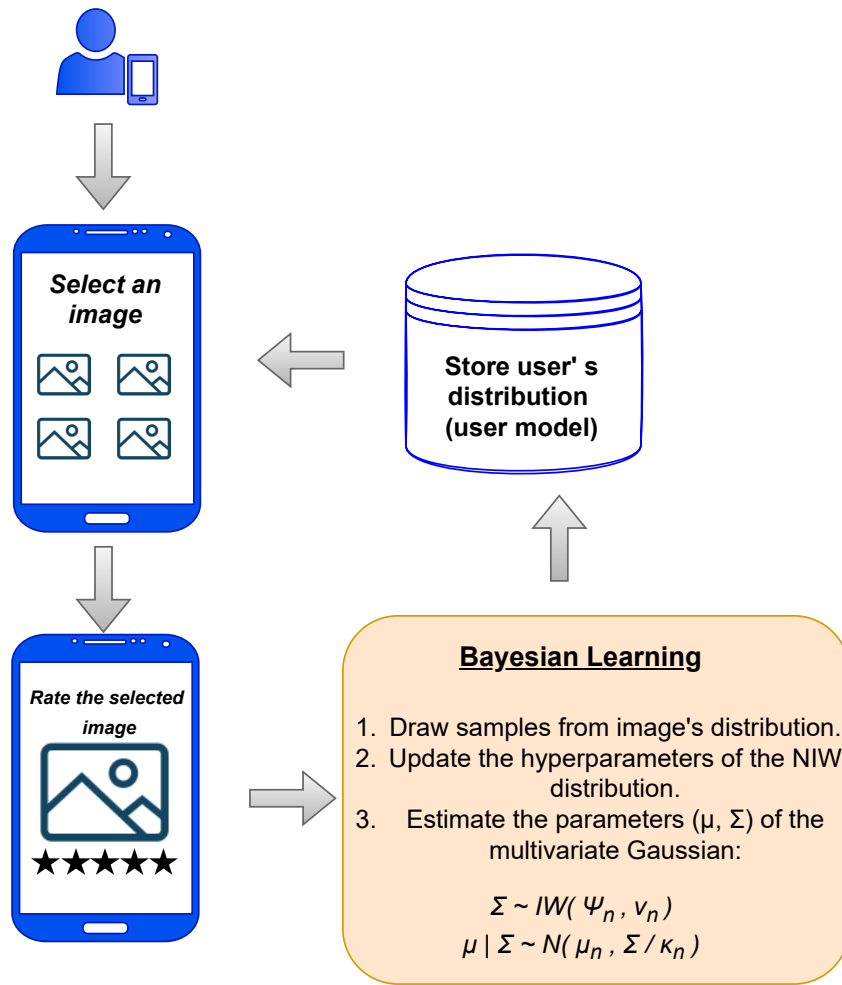 Select an
image
Store user' s
distribution
(user model)
Rate the selected
image
★★★★★
Bayesian Learning
1. Draw samples from image's distribution.
2. Update the hyperparameters of the NIW
distribution.
3. Estimate the parameters (μ, Σ) of the
multivariate Gaussian:
Σ ~ IW( Ψₙ , νₙ )
μ | Σ ~ N( μₙ , Σ / κₙ )